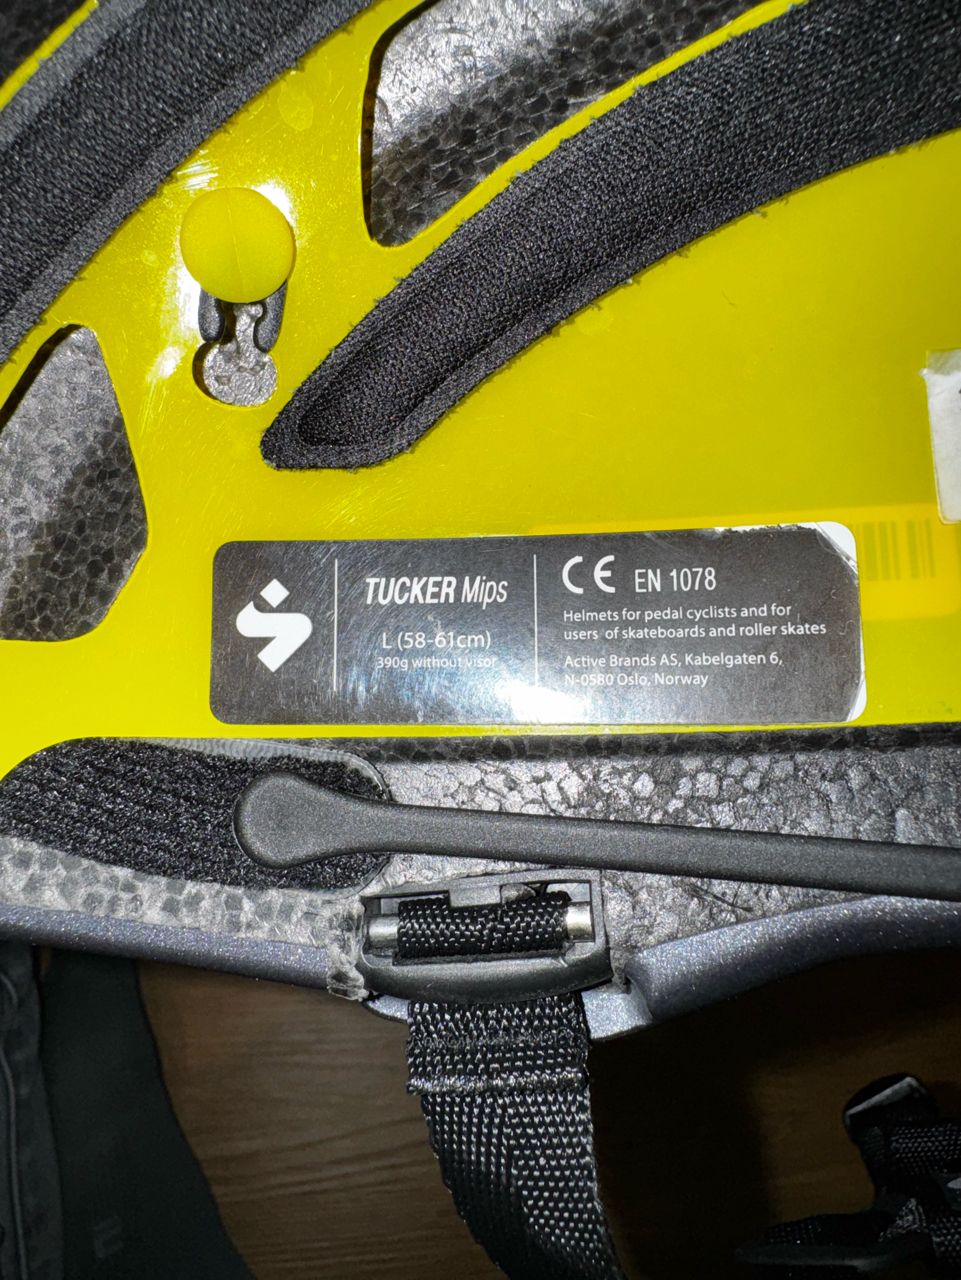 TUCKER Mips
L (58-61cm)
390g without visor
CE EN 1078
Helmets for pedal cyclists and for
users of skateboards and roller skates
Active Brands AS, Kabelgaten 6,
N-0580 Oslo, Norway